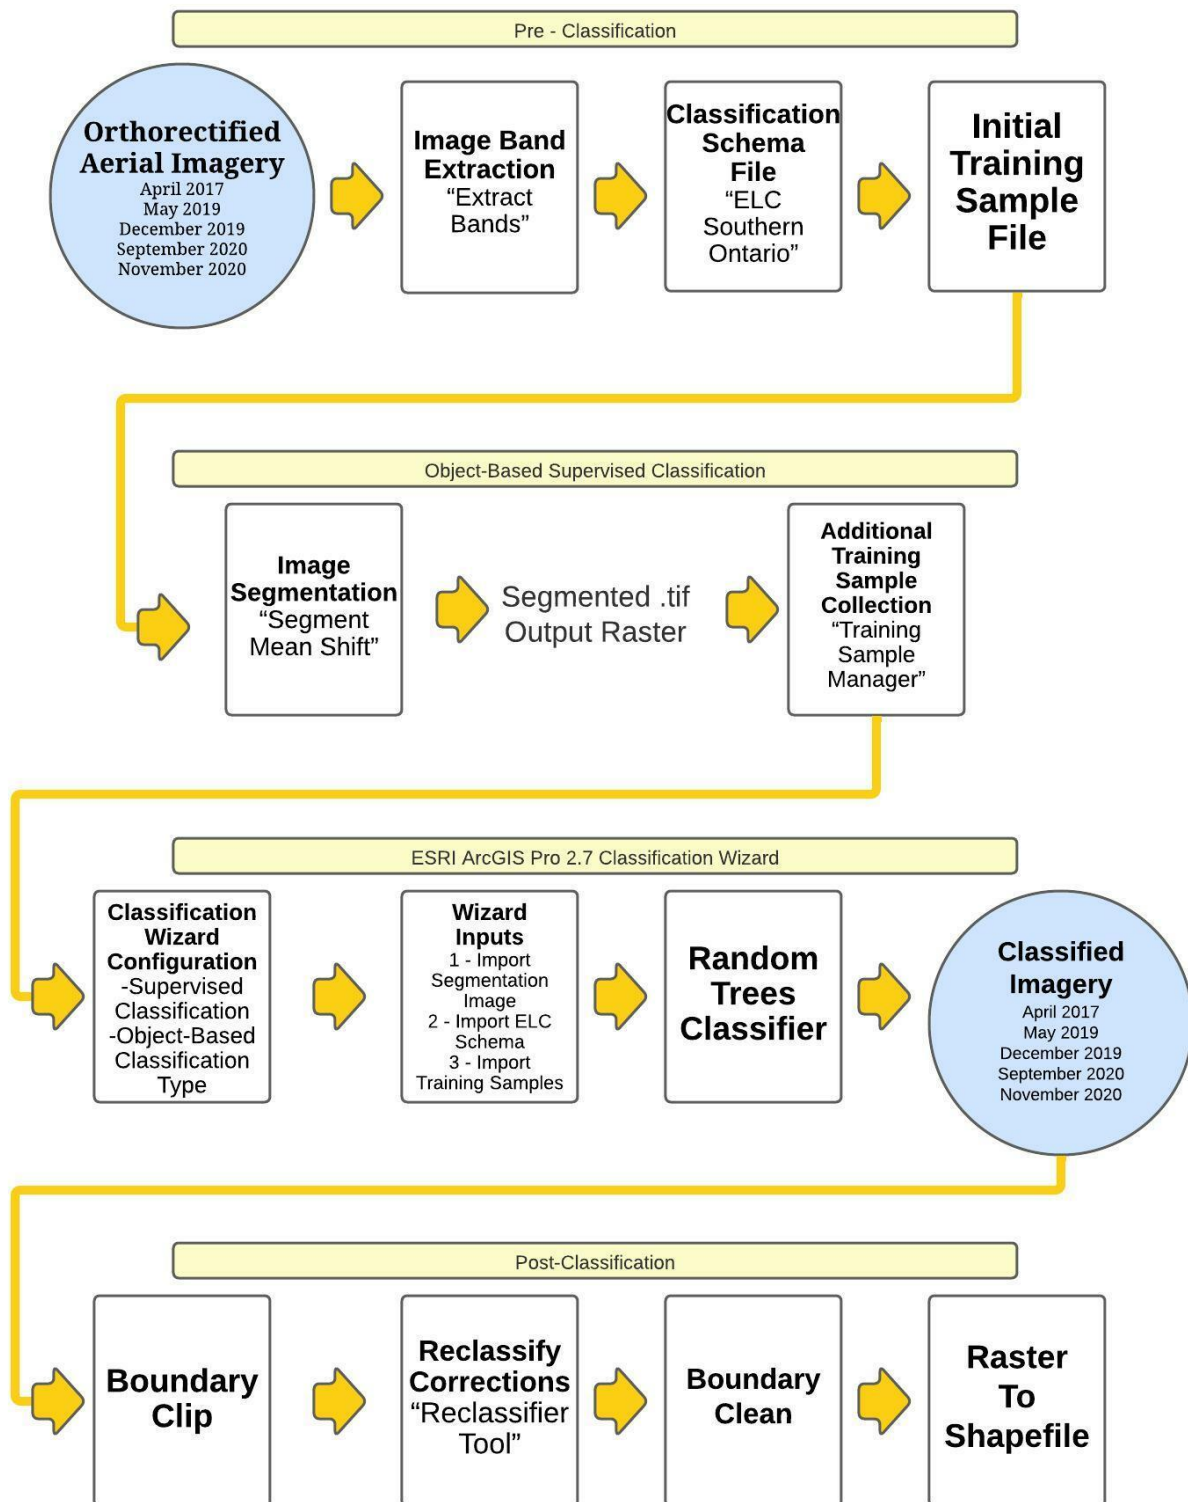 Pre - Classification
Orthorectified
Aerial Imagery
April 2017
May 2019
December 2019
September 2020
November 2020
Image Band
Extraction
“Extract
Bands”
Classification
Schema
File
“ELC
Southern
Ontario”
Initial
Training
Sample
File
Object-Based Supervised Classification
Image
Segmentation
“Segment
Mean Shift”
Segmented .tif
Output Raster
Additional
Training
Sample
Collection
“Training
Sample
Manager”
ESRI ArcGIS Pro 2.7 Classification Wizard
Classification
Wizard
Configuration
-Supervised
Classification
-Object-Based
Classification
Type
Wizard
Inputs
1 - Import
Segmentation
Image
2 - Import ELC
Schema
3 - Import
Training Samples
Random
Trees
Classifier
Classified
Imagery
April 2017
May 2019
December 2019
September 2020
November 2020
Post-Classification
Boundary
Clip
Reclassify
Corrections
“Reclassifier
Tool”
Boundary
Clean
Raster
To
Shapefile